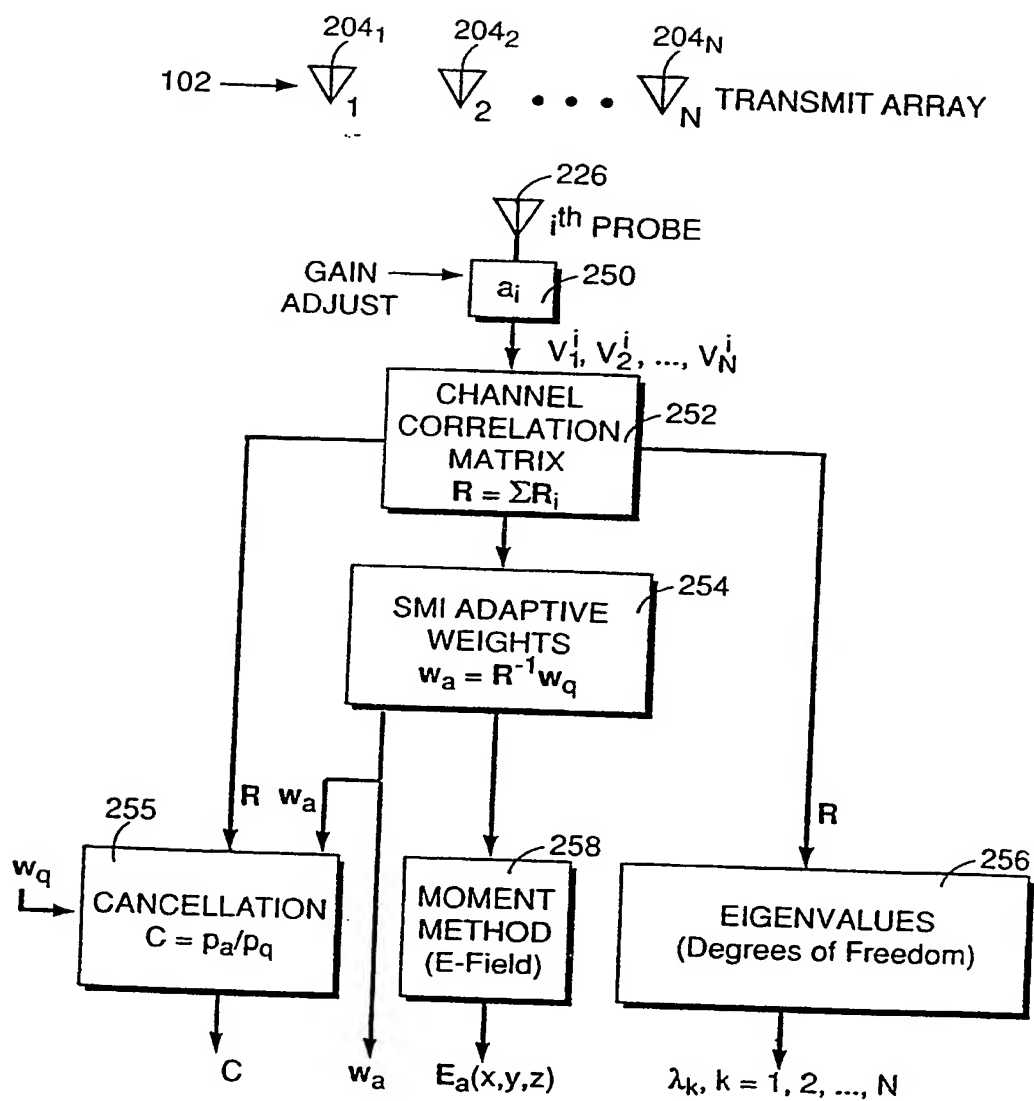 204₁ 204₂ 204N
102 1 2 • • • N TRANSMIT ARRAY
226
iᵗʰ PROBE
GAIN
ADJUST
aᵢ
250
V₁ⁱ, V₂ⁱ, ..., V_Nⁱ
CHANNEL
CORRELATION
MATRIX
R = ΣRᵢ
252
254
SMI ADAPTIVE
WEIGHTS
wₐ = R⁻¹w_q
R wₐ
R
255
w_q
CANCELLATION
C = pₐ/p_q
258
MOMENT
METHOD
(E-Field)
256
EIGENVALUES
(Degrees of Freedom)
C wₐ Eₐ(x,y,z) λₖ, k = 1, 2, ..., N